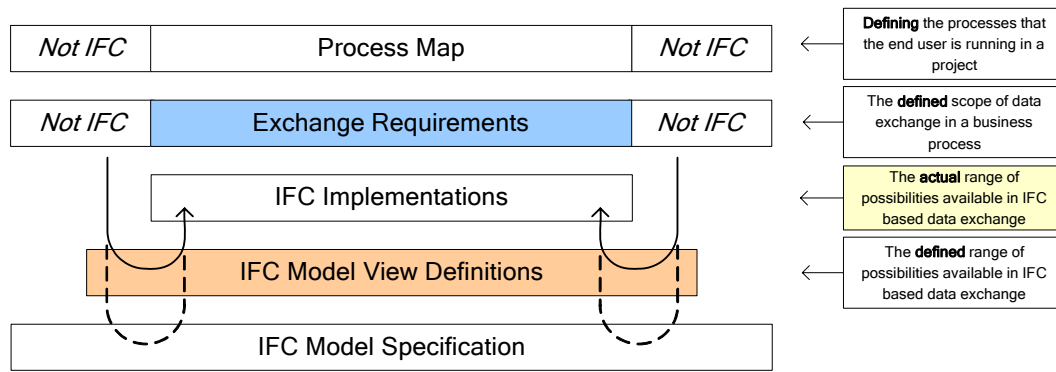 Not IFC Process Map Not IFC
Defining the processes that
the end user is running in a
project
Not IFC Exchange Requirements Not IFC
The defined scope of data
exchange in a business
process
IFC Implementations
The actual range of
possibilities available in IFC
based data exchange
IFC Model View Definitions
The defined range of
possibilities available in IFC
based data exchange
IFC Model Specification